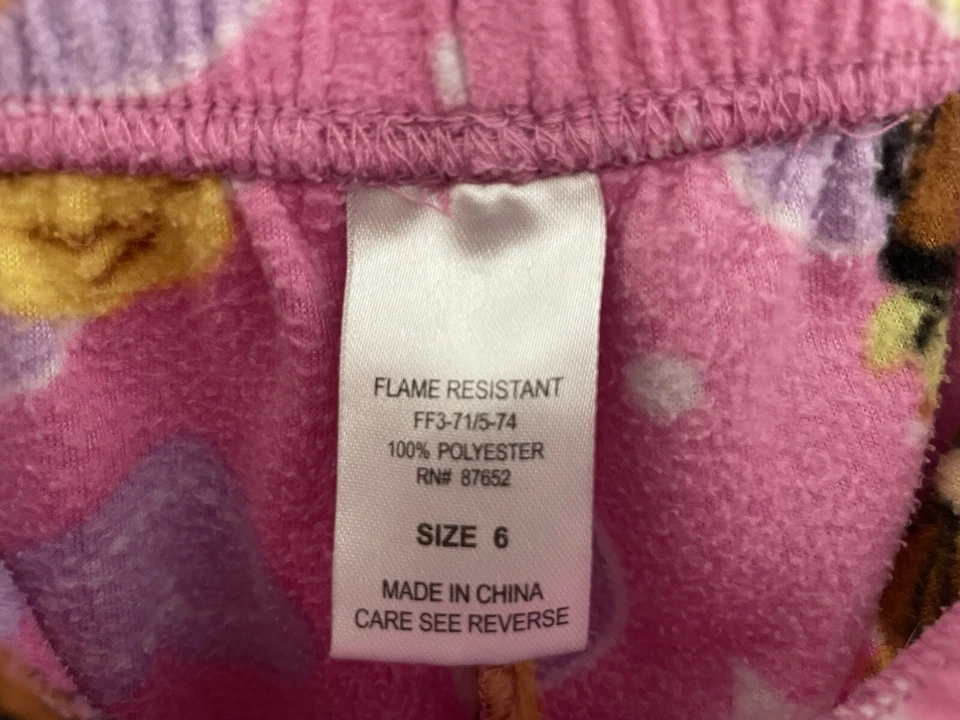 FLAME RESISTANT
FF3-71/5-74
100% POLYESTER
RN# 87652
SIZE 6
MADE IN CHINA
CARE SEE REVERSE